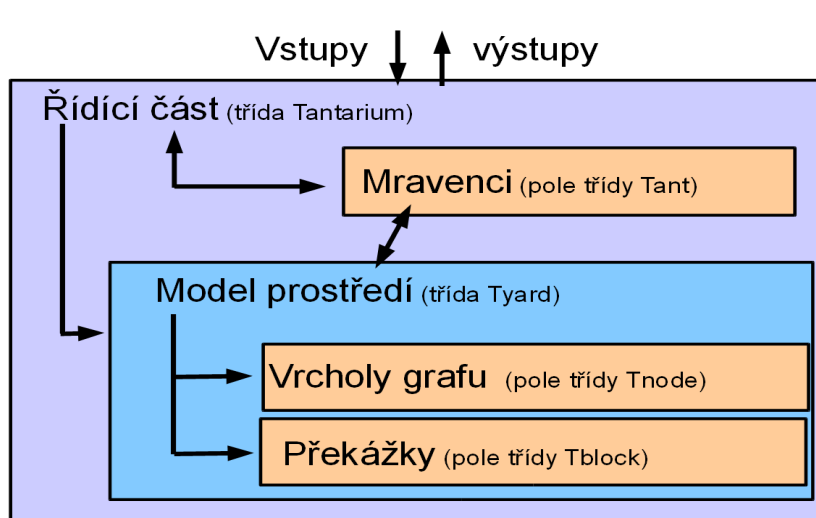 Vstupy výstupy
Řídící část (třída Tantarium)
Mravenci (pole třídy Tant)
Model prostředí (třída Tyard)
Vrcholy grafu (pole třídy Tnode)
Překážky (pole třídy Tblock)